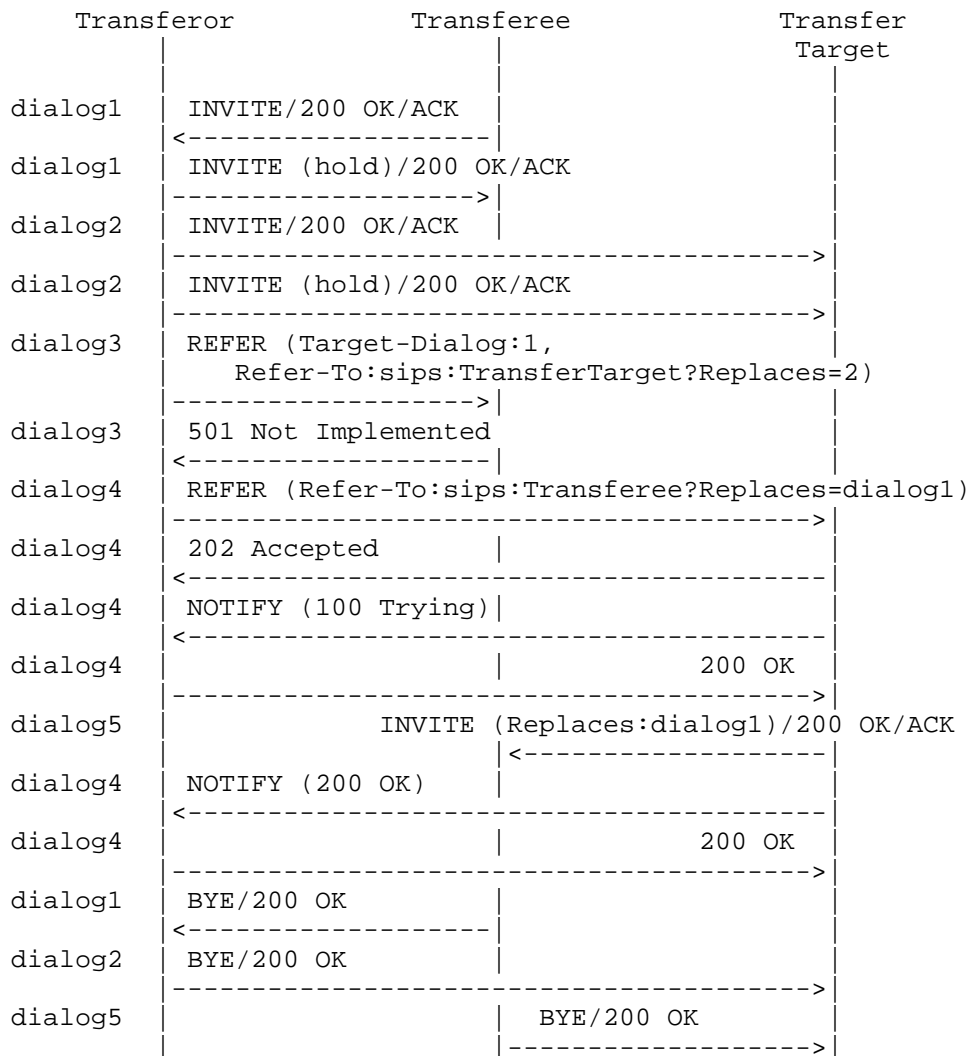 Transferor Transferee Transfer
Target
dialog1 INVITE/200 OK/ACK
dialog1 INVITE (hold)/200 OK/ACK
dialog2 INVITE/200 OK/ACK
dialog2 INVITE (hold)/200 OK/ACK
dialog3 REFER (Target-Dialog:1,
Refer-To:sips:TransferTarget?Replaces=2)
dialog3 501 Not Implemented
dialog4 REFER (Refer-To:sips:Transferee?Replaces=dialog1)
dialog4 202 Accepted
dialog4 NOTIFY (100 Trying)
dialog4 200 OK
dialog5 INVITE (Replaces:dialog1)/200 OK/ACK
dialog4 NOTIFY (200 OK)
dialog4 200 OK
dialog1 BYE/200 OK
dialog2 BYE/200 OK
dialog5 BYE/200 OK